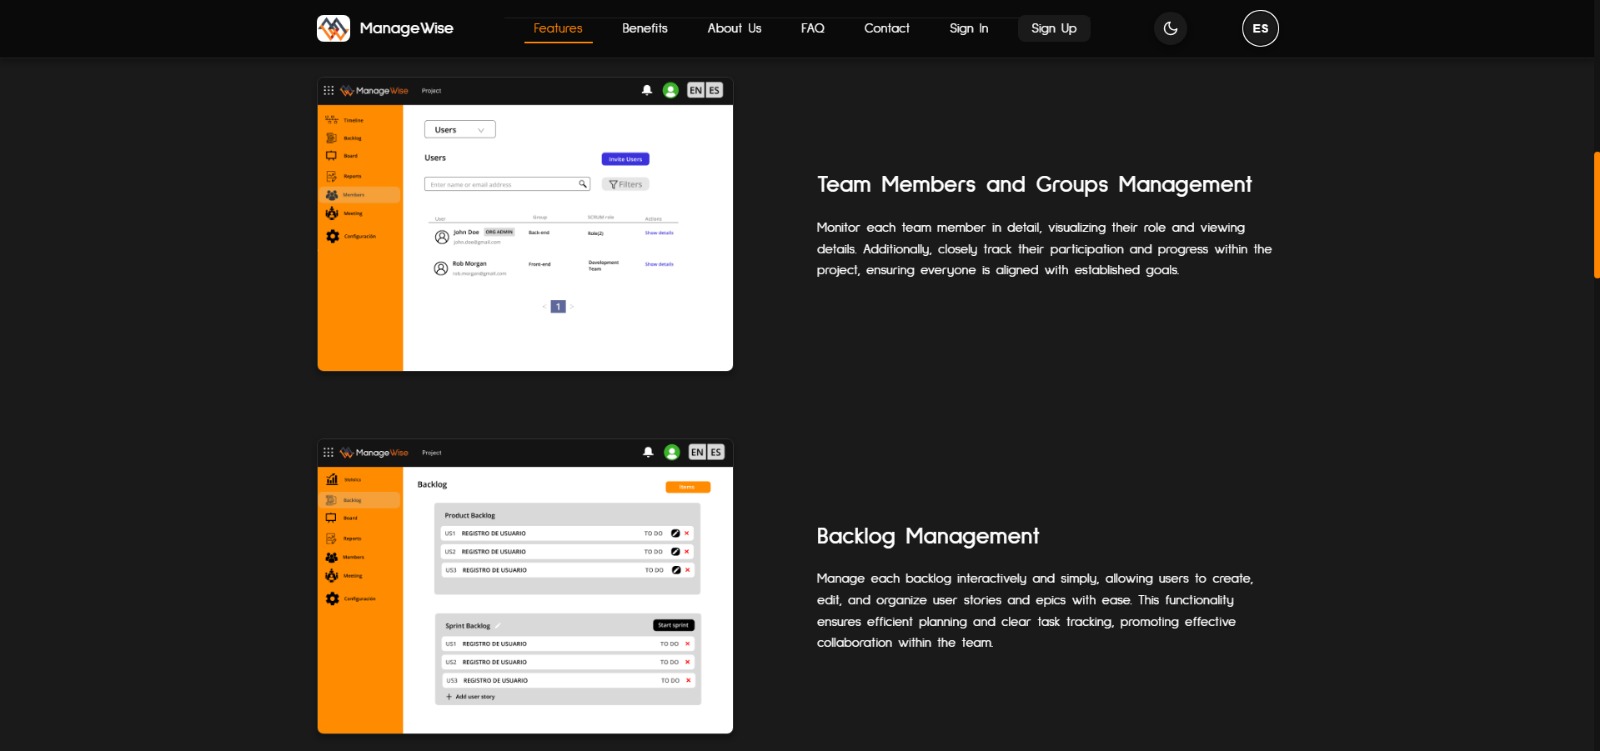 ManageWise Features Benefits About Us FAQ Contact Sign In Sign Up ES
ManageWise Project EN ES
Timeline
Backlog
Board
Reports
Members
Meeting
Configuración
Users
Users Invite Users
Enter name or email address Filters
User Group SCRUM role Actions
John Doe ORG ADMIN Back-end Role(2) Show details
john.doe@gmail.com
Rob Morgan Front-end Development Team Show details
rob.morgan@gmail.com
< 1 >
Team Members and Groups Management
Monitor each team member in detail, visualizing their role and viewing
details. Additionally, closely track their participation and progress within the
project, ensuring everyone is aligned with established goals.
ManageWise Project EN ES
Backlog
Board
Reports
Members
Meeting
Configuración
Backlog Items
Product Backlog
US1 REGISTRO DE USUARIO TO DO
US2 REGISTRO DE USUARIO TO DO
US3 REGISTRO DE USUARIO TO DO
Sprint Backlog Start sprint
US1 REGISTRO DE USUARIO TO DO
US2 REGISTRO DE USUARIO TO DO
US3 REGISTRO DE USUARIO TO DO
+ Add user story
Backlog Management
Manage each backlog interactively and simply, allowing users to create,
edit, and organize user stories and epics with ease. This functionality
ensures efficient planning and clear task tracking, promoting effective
collaboration within the team.